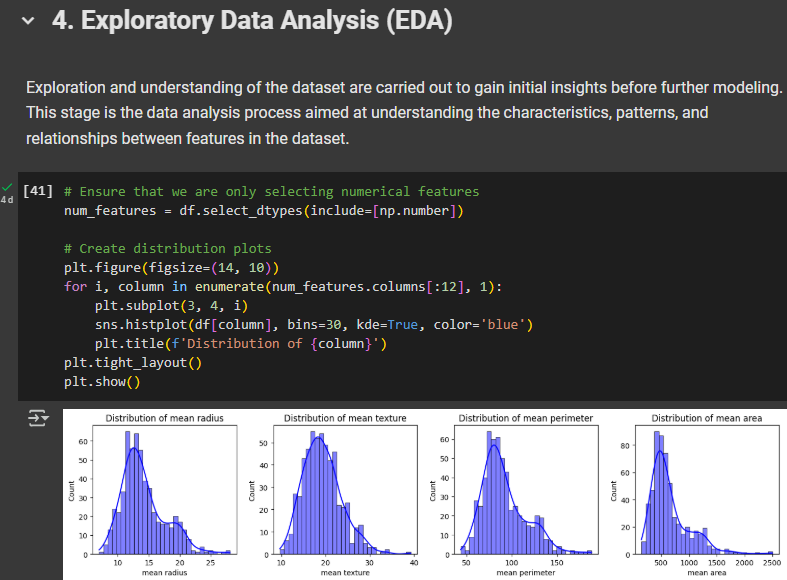 4. Exploratory Data Analysis (EDA)
Exploration and understanding of the dataset are carried out to gain initial insights before further modeling.
This stage is the data analysis process aimed at understanding the characteristics, patterns, and
relationships between features in the dataset.
[41] # Ensure that we are only selecting numerical features
4d num_features = df.select_dtypes(include=[np.number])
# Create distribution plots
plt.figure(figsize=(14, 10))
for i, column in enumerate(num_features.columns[:12], 1):
    plt.subplot(3, 4, i)
    sns.histplot(df[column], bins=30, kde=True, color='blue')
    plt.title(f'Distribution of {column}')
plt.tight_layout()
plt.show()
Distribution of mean radius
Count
60
50
40
30
20
10
0
10 15 20 25
mean radius
Distribution of mean texture
Count
50
40
30
20
10
0
10 20 30 40
mean texture
Distribution of mean perimeter
Count
60
50
40
30
20
10
0
50 100 150
mean perimeter
Distribution of mean area
Count
80
60
40
20
0
500 1000 1500 2000 2500
mean area